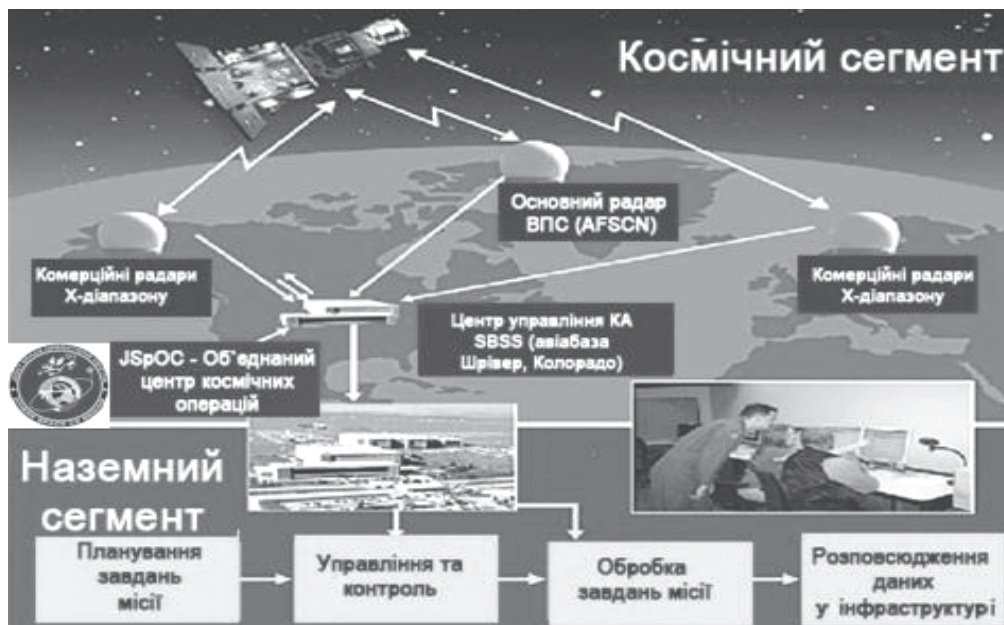 Космічний сегмент
Основний радар
ВПС (AFSCN)
Комерційні радари
X-діапазону
Комерційні радари
X-діапазону
Центр управління КА
SBSS (авіабаза
Шрівер, Колорадо)
JSpOC - Об`єднаний
центр космічних
операцій
Наземний
сегмент
Планування
завдань
місії
Управління та
контроль
Обробка
завдань місії
Розповсюдження
даних
у інфраструктурі